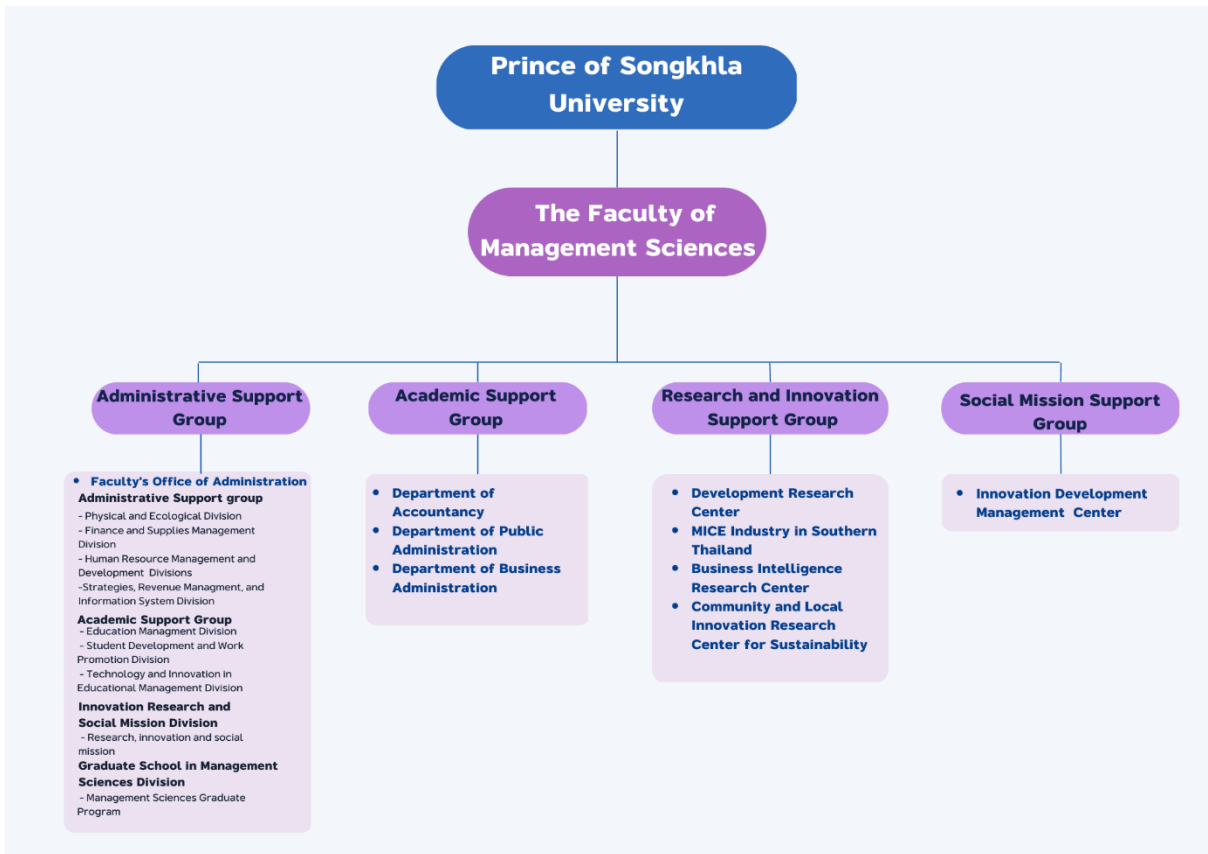 Prince of Songkhla
University
The Faculty of
Management Sciences
Administrative Support
Group
• Faculty's Office of Administration
Administrative Support group
- Physical and Ecological Division
- Finance and Supplies Management
Division
- Human Resource Management and
Development Divisions
-Strategies, Revenue Managment, and
Information System Division
Academic Support Group
- Education Managment Division
- Student Development and Work
Promotion Division
- Technology and Innovation in
Educational Management Division
Innovation Research and
Social Mission Division
- Research, innovation and social
mission
Graduate School in Management
Sciences Division
- Management Sciences Graduate
Program
Academic Support
Group
• Department of
Accountancy
• Department of Public
Administration
• Department of Business
Administration
Research and Innovation
Support Group
• Development Research
Center
• MICE Industry in Southern
Thailand
• Business Intelligence
Research Center
• Community and Local
Innovation Research
Center for Sustainability
Social Mission Support
Group
• Innovation Development
Management Center